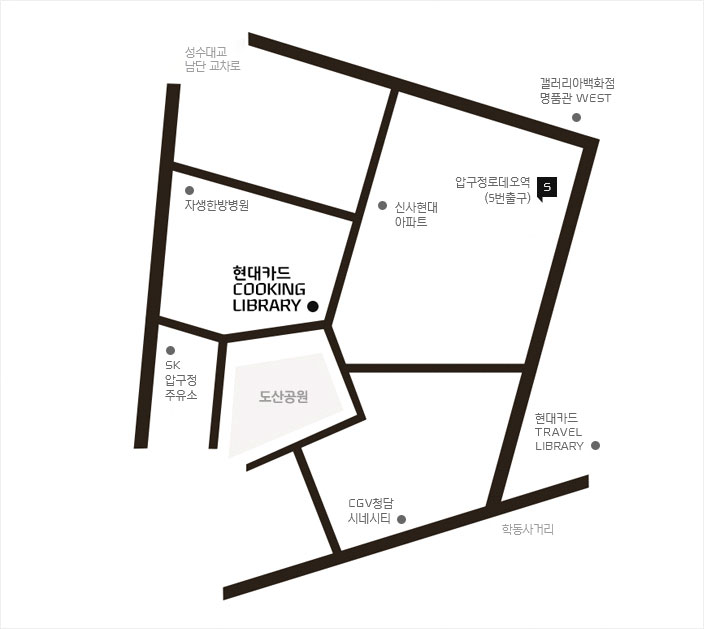 성수대교
남단 교차로
갤러리아백화점
명품관 WEST
압구정로데오역
(5번출구)
S
자생한방병원
신사현대
아파트
현대카드
COOKING
LIBRARY
SK
압구정
주유소
도산공원
현대카드
TRAVEL
LIBRARY
CGV청담
시네시티
학동사거리